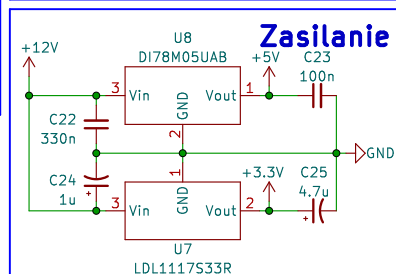 Zasilanie
U8
DI78M05UAB
+12V
+5V
C23
100n
3
Vin
GND
Vout
1
2
C22
330n
GND
C24
1u
1
+3.3V
C25
4.7u
3
Vin
GND
Vout
2
+
+
U7
LDL1117S33R